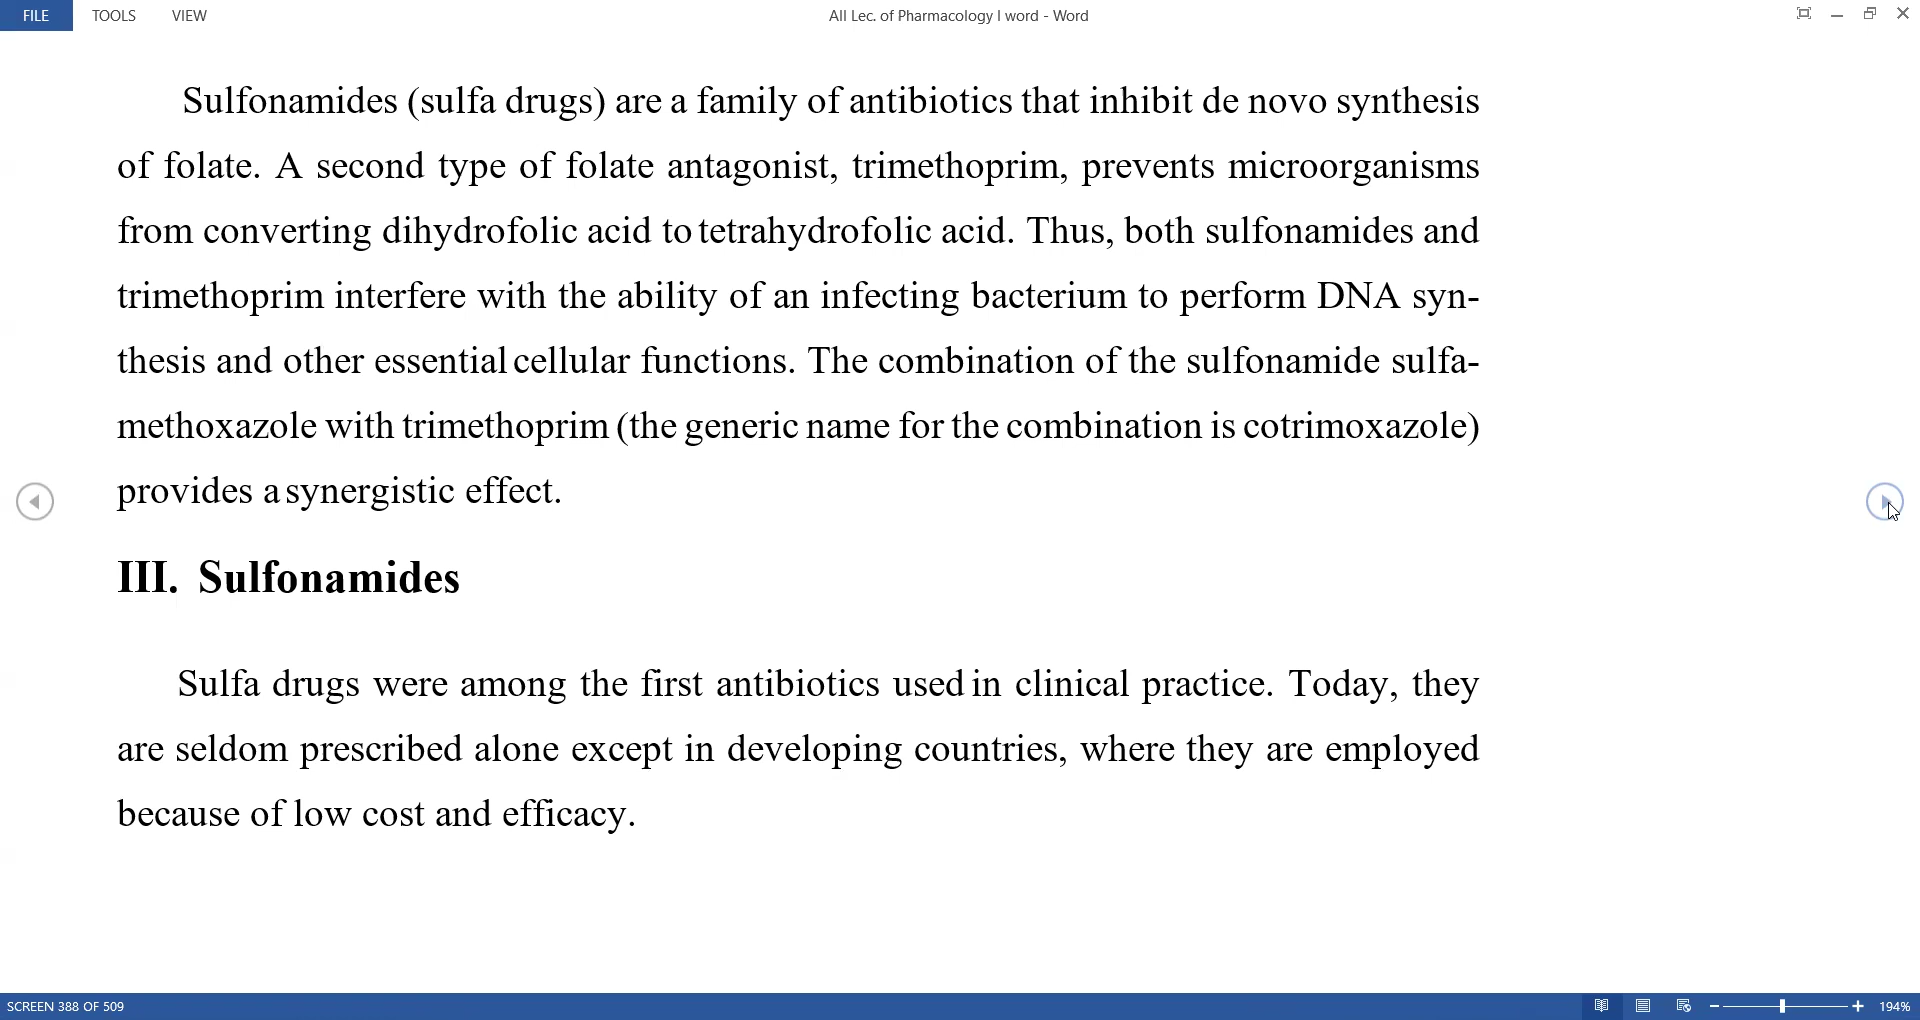 FILE TOOLS VIEW All Lec. of Pharmacology I word - Word
Sulfonamides (sulfa drugs) are a family of antibiotics that inhibit de novo synthesis
of folate. A second type of folate antagonist, trimethoprim, prevents microorganisms
from converting dihydrofolic acid to tetrahydrofolic acid. Thus, both sulfonamides and
trimethoprim interfere with the ability of an infecting bacterium to perform DNA syn-
thesis and other essential cellular functions. The combination of the sulfonamide sulfa-
methoxazole with trimethoprim (the generic name for the combination is cotrimoxazole)
provides a synergistic effect.
III. Sulfonamides
Sulfa drugs were among the first antibiotics used in clinical practice. Today, they
are seldom prescribed alone except in developing countries, where they are employed
because of low cost and efficacy.
SCREEN 388 OF 509 194%